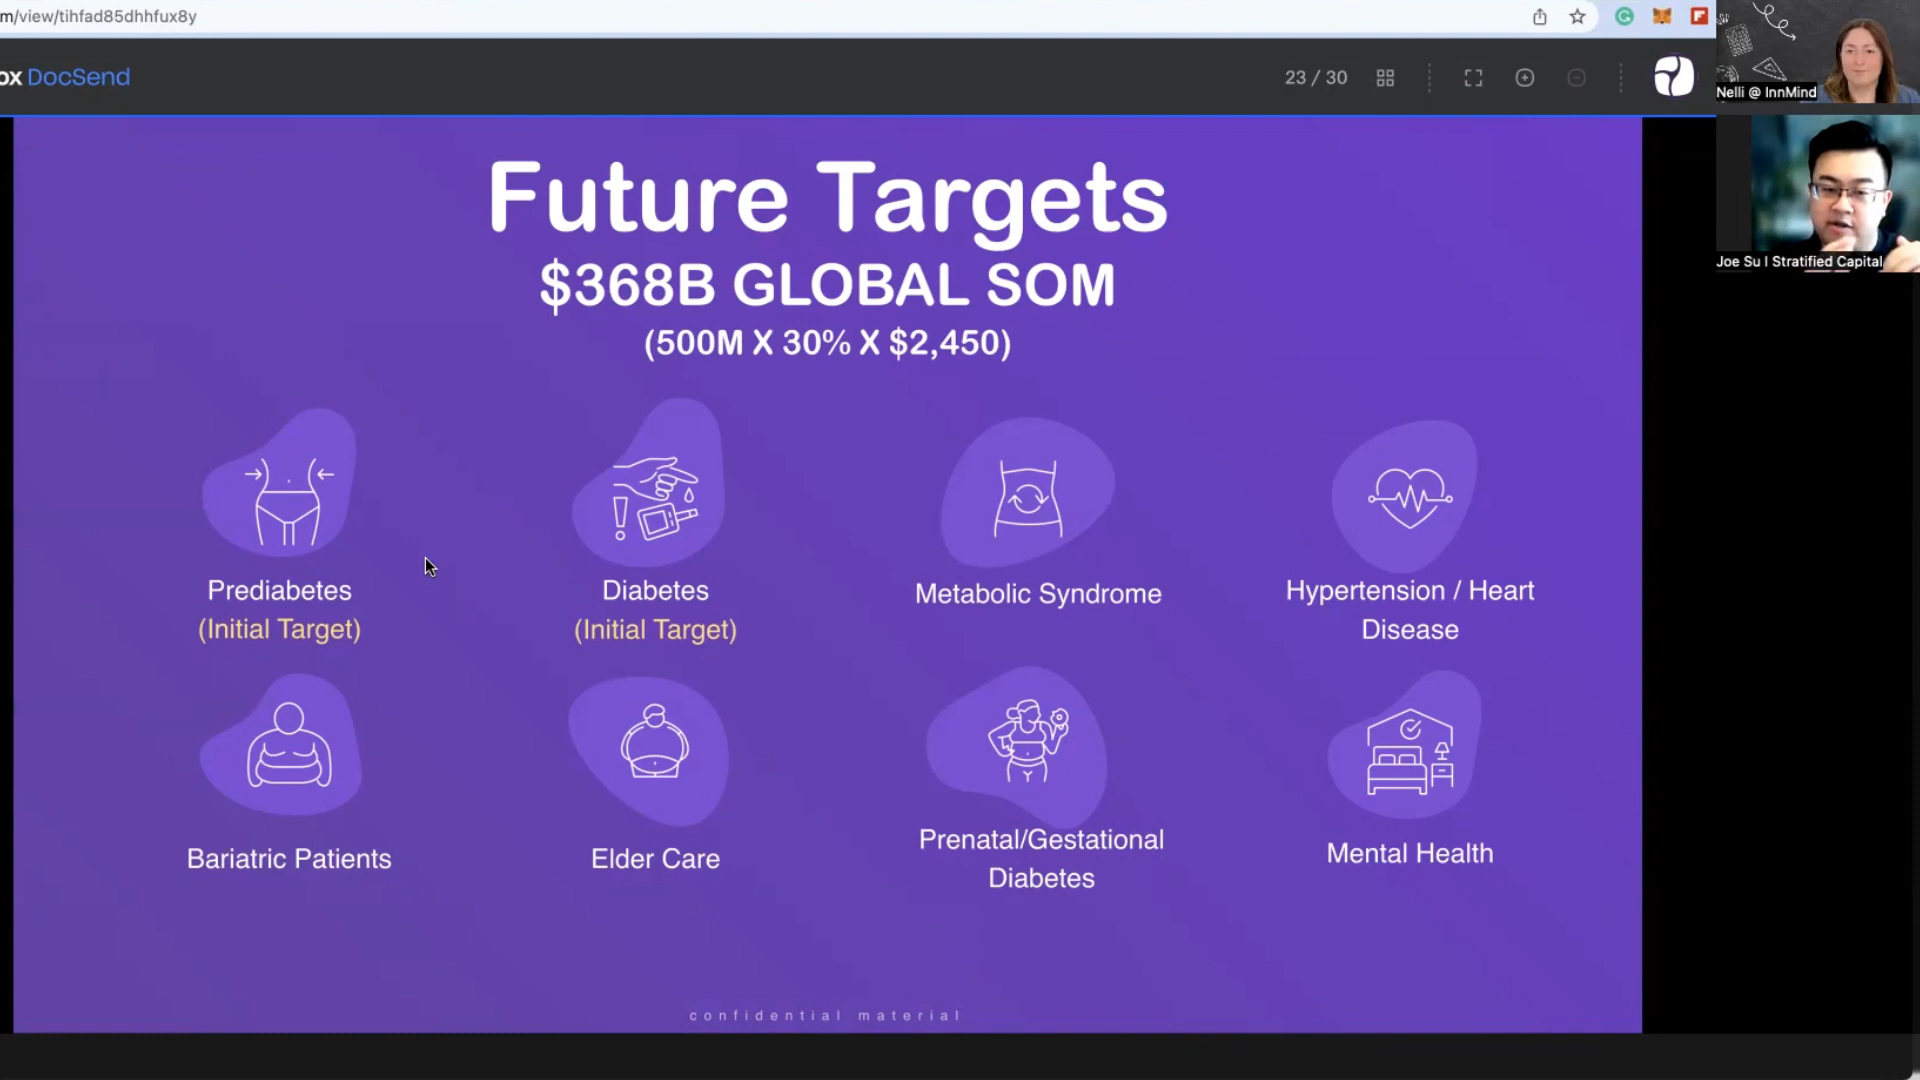 m/view/tihfad85dhhfux8y
ox DocSend
23 / 30
Nelli @ InnMind
Joe Su I Stratified Capital
Future Targets
$368B GLOBAL SOM
(500M X 30% X $2,450)
Prediabetes
(Initial Target)
Diabetes
(Initial Target)
Metabolic Syndrome
Hypertension / Heart
Disease
Bariatric Patients
Elder Care
Prenatal/Gestational
Diabetes
Mental Health
confidential material